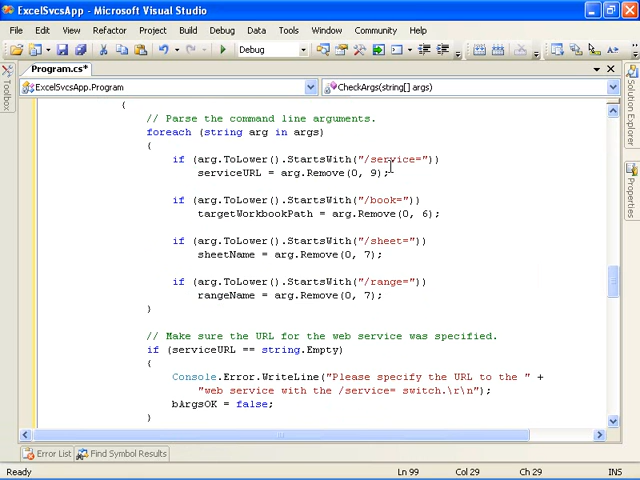 ExcelSvcsApp - Microsoft Visual Studio
File Edit View Refactor Project Build Debug Data Tools Window Community Help
Debug
Program.cs*
ExcelSvcsApp.Program CheckArgs(string[] args)
Toolbox
Solution Explorer
Properties
{
// Parse the command line arguments.
foreach (string arg in args)
{
if (arg.ToLower().StartsWith("/service="))
serviceURL = arg.Remove(0, 9);
if (arg.ToLower().StartsWith("/book="))
targetWorkbookPath = arg.Remove(0, 6);
if (arg.ToLower().StartsWith("/sheet="))
sheetName = arg.Remove(0, 7);
if (arg.ToLower().StartsWith("/range="))
rangeName = arg.Remove(0, 7);
}
// Make sure the URL for the web service was specified.
if (serviceURL == string.Empty)
{
Console.Error.WriteLine("Please specify the URL to the " +
"web service with the /service= switch.\r\n");
bArgsOK = false;
}
Error List Find Symbol Results
Ready Ln 99 Col 29 Ch 29 INS